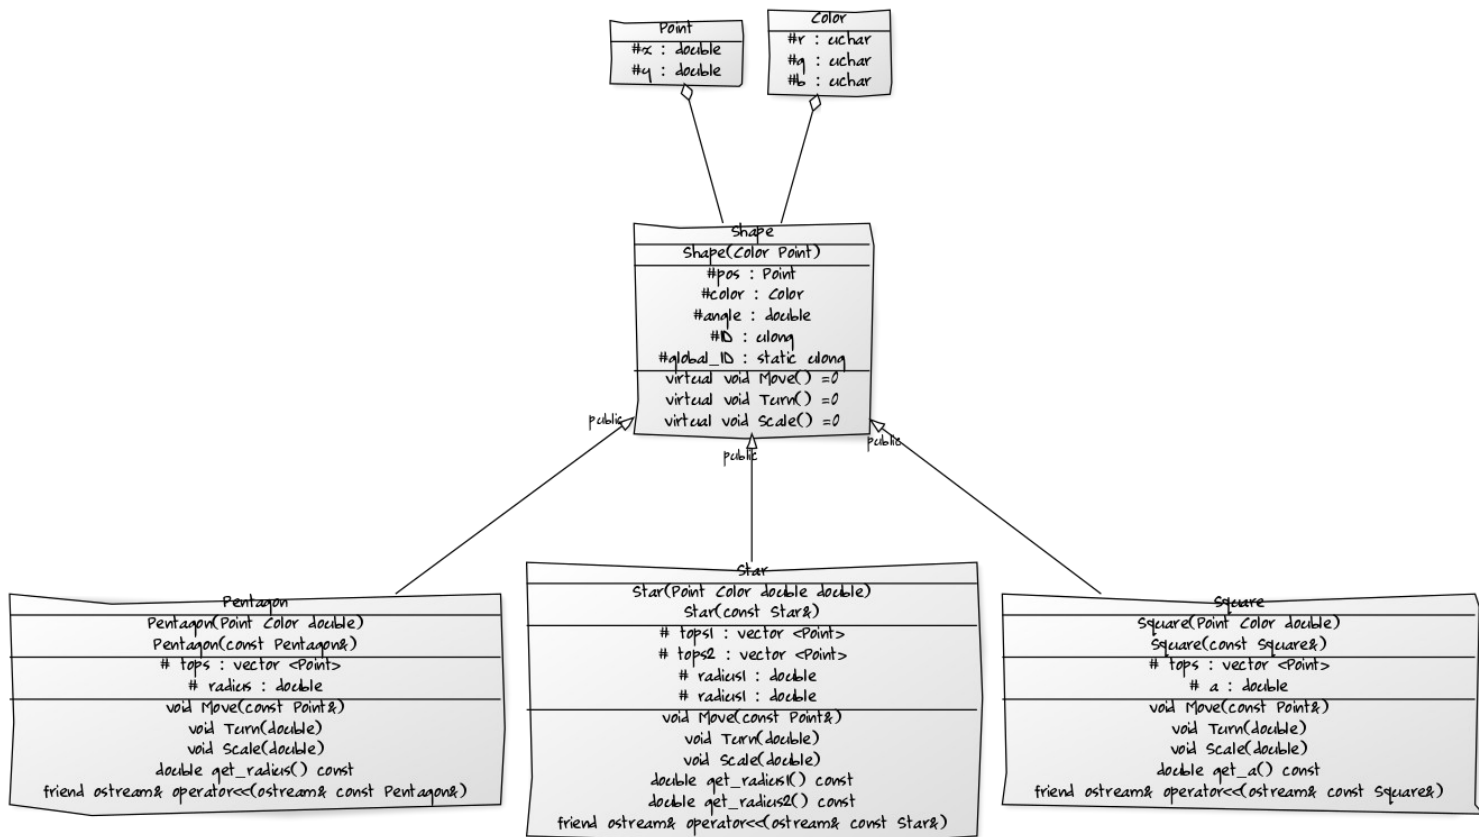 Point
#x : double
#y : double
Color
#r : uchar
#g : uchar
#b : uchar
Shape
Shape(Color Point)
#pos : Point
#color : Color
#angle : double
#ID : ulong
#global_ID : static ulong
virtual void Move() =0
virtual void Turn() =0
virtual void Scale() =0
public
public
public
Pentagon
Pentagon(Point Color double)
Pentagon(const Pentagon&)
# tops : vector <Point>
# radius : double
void Move(const Point&)
void Turn(double)
void Scale(double)
double get_radius() const
friend ostream& operator<<(ostream& const Pentagon&)
Star
Star(Point Color double double)
Star(const Star&)
# tops1 : vector <Point>
# tops2 : vector <Point>
# radius1 : double
# radius1 : double
void Move(const Point&)
void Turn(double)
void Scale(double)
double get_radius1() const
double get_radius2() const
friend ostream& operator<<(ostream& const Star&)
Square
Square(Point Color double)
Square(const Square&)
# tops : vector <Point>
# a : double
void Move(const Point&)
void Turn(double)
void Scale(double)
double get_a() const
friend ostream& operator<<(ostream& const Square&)